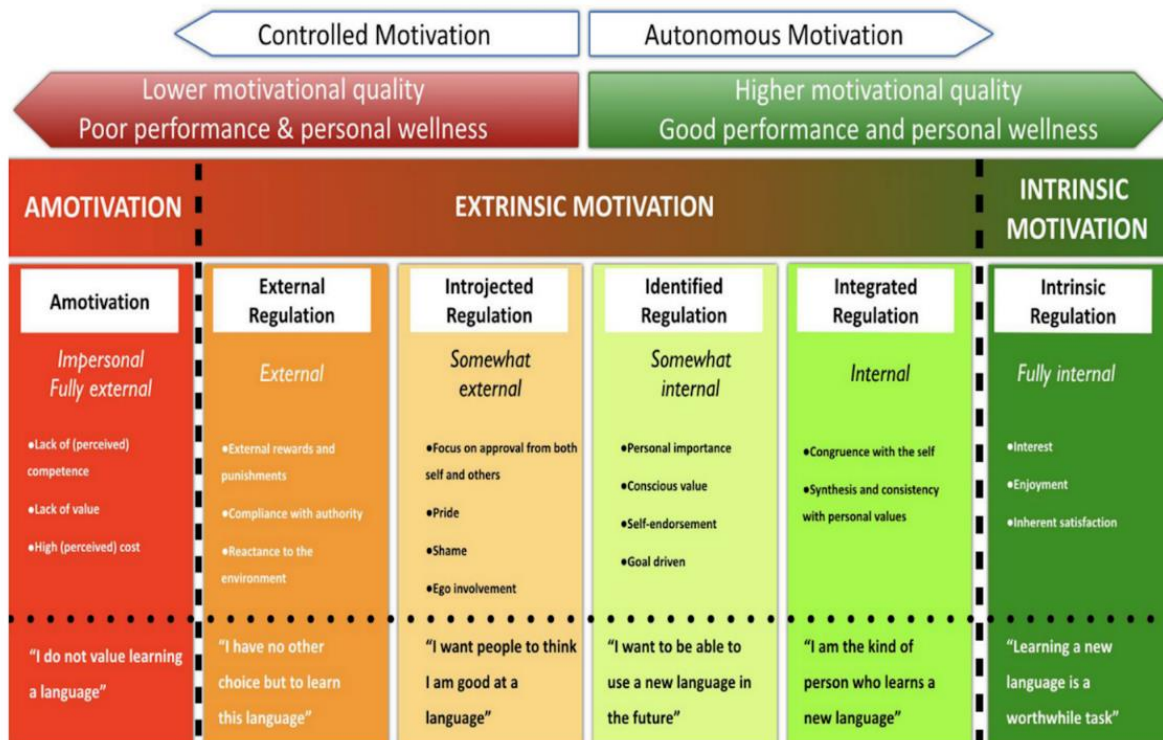 Controlled Motivation
Autonomous Motivation
Lower motivational quality
Poor performance & personal wellness
Higher motivational quality
Good performance and personal wellness
AMOTIVATION
EXTRINSIC MOTIVATION
INTRINSIC
MOTIVATION
Amotivation
Impersonal
Fully external
•Lack of (perceived)
competence
•Lack of value
•High (perceived) cost
"I do not value learning
a language"
External
Regulation
External
•External rewards and
punishments
•Compliance with authority
•Reactance to the
environment
"I have no other
choice but to learn
this language"
Introjected
Regulation
Somewhat
external
•Focus on approval from both
self and others
•Pride
•Shame
•Ego involvement
"I want people to think
I am good at a
language"
Identified
Regulation
Somewhat
internal
•Personal importance
•Conscious value
•Self-endorsement
•Goal driven
"I want to be able to
use a new language in
the future"
Integrated
Regulation
Internal
•Congruence with the self
•Synthesis and consistency
with personal values
"I am the kind of
person who learns a
new language"
Intrinsic
Regulation
Fully internal
•Interest
•Enjoyment
•Inherent satisfaction
"Learning a new
language is a
worthwhile task"